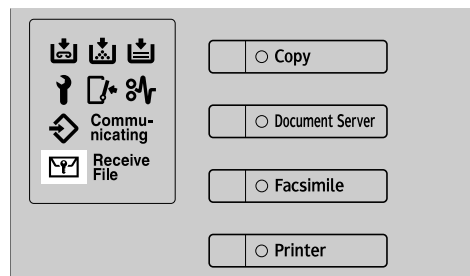 Commu-
nicating
Receive
File
Copy
Document Server
Facsimile
Printer